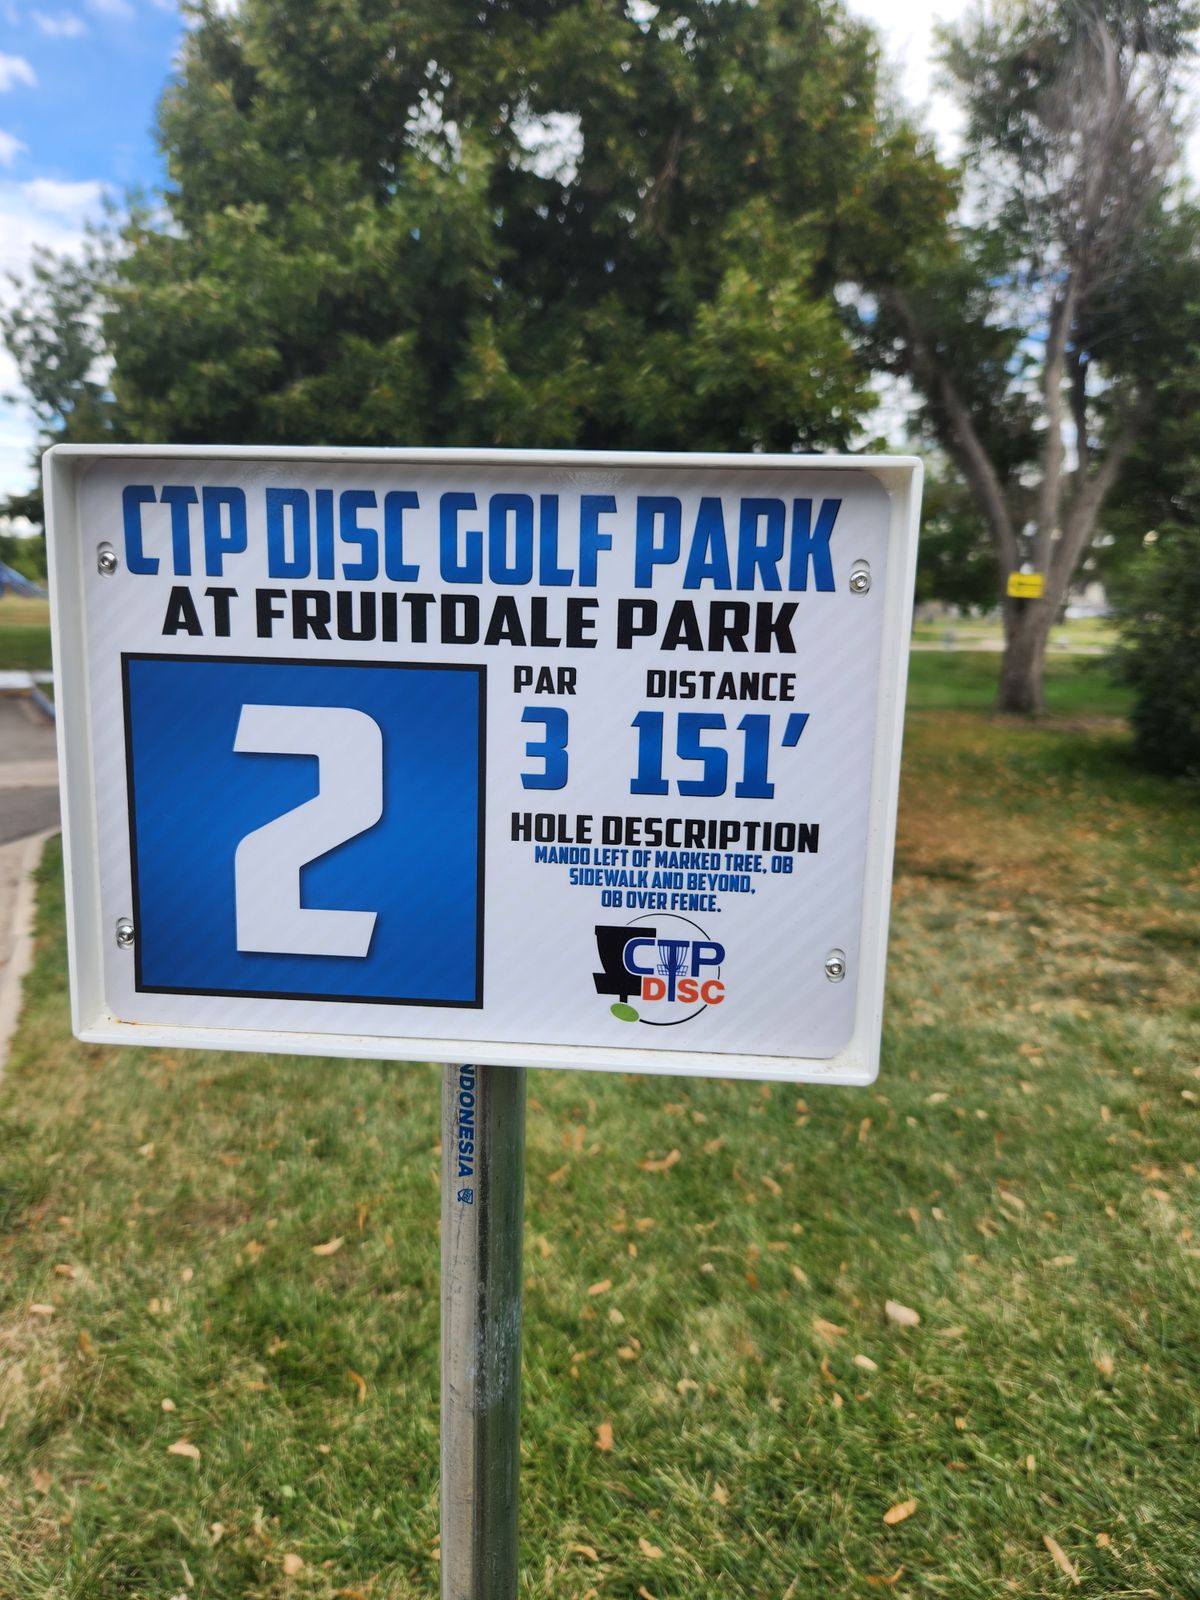 CTP DISC GOLF PARK
AT FRUITDALE PARK
2
PAR
3
DISTANCE
151'
HOLE DESCRIPTION
MANDO LEFT OF MARKED TREE, OB
SIDEWALK AND BEYOND,
OB OVER FENCE.
CTP
DISC
NDONESIA